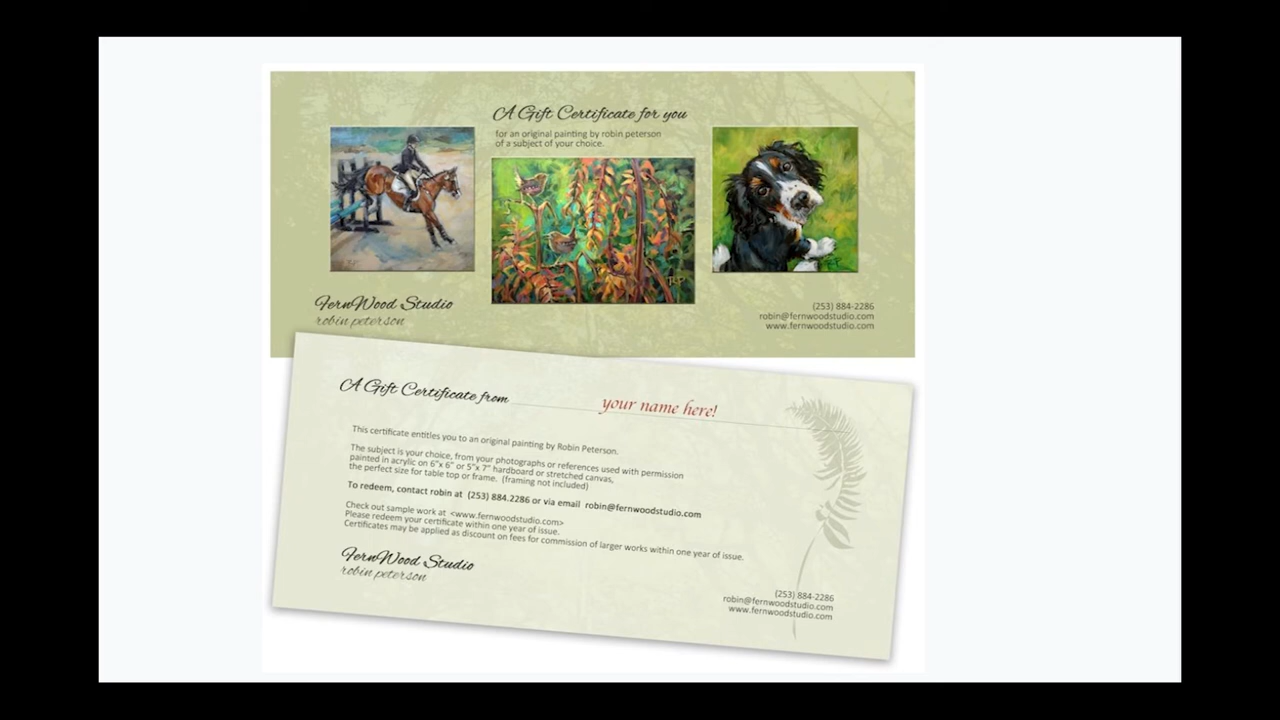 A Gift Certificate for you
for an original painting by robin peterson
of a subject of your choice.
FernWood Studio
robin peterson
(253) 884-2286
robin@fernwoodstudio.com
www.fernwoodstudio.com
A Gift Certificate from your name here!
This certificate entitles you to an original painting by Robin Peterson.
The subject is your choice, from your photographs or references used with permission
painted in acrylic on 6"x 6" or 5"x 7" hardboard or stretched canvas,
the perfect size for table top or frame. (framing not included)
To redeem, contact robin at (253) 884.2286 or via email robin@fernwoodstudio.com
Check out sample work at <www.fernwoodstudio.com>
Please redeem your certificate within one year of issue.
Certificates may be applied as discount on fees for commission of larger works within one year of issue.
FernWood Studio
robin peterson
(253) 884-2286
robin@fernwoodstudio.com
www.fernwoodstudio.com